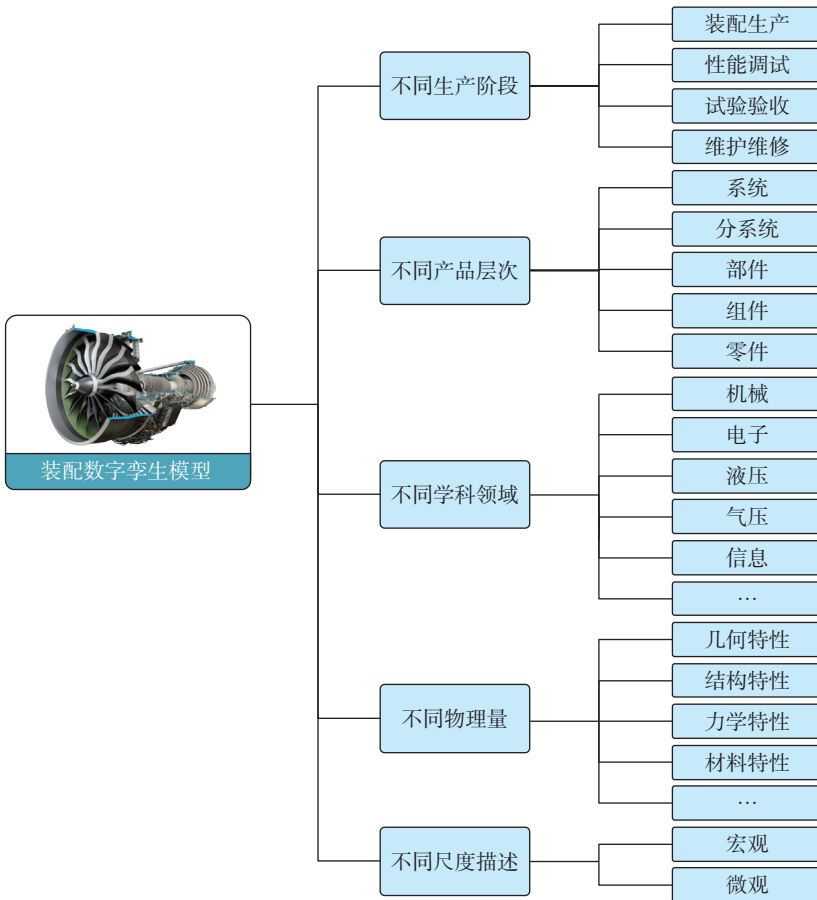 装配数字孪生模型
不同生产阶段
装配生产
性能调试
试验验收
维护维修
不同产品层次
系统
分系统
部件
组件
零件
不同学科领域
机械
电子
液压
气压
信息
…
不同物理量
几何特性
结构特性
力学特性
材料特性
…
不同尺度描述
宏观
微观